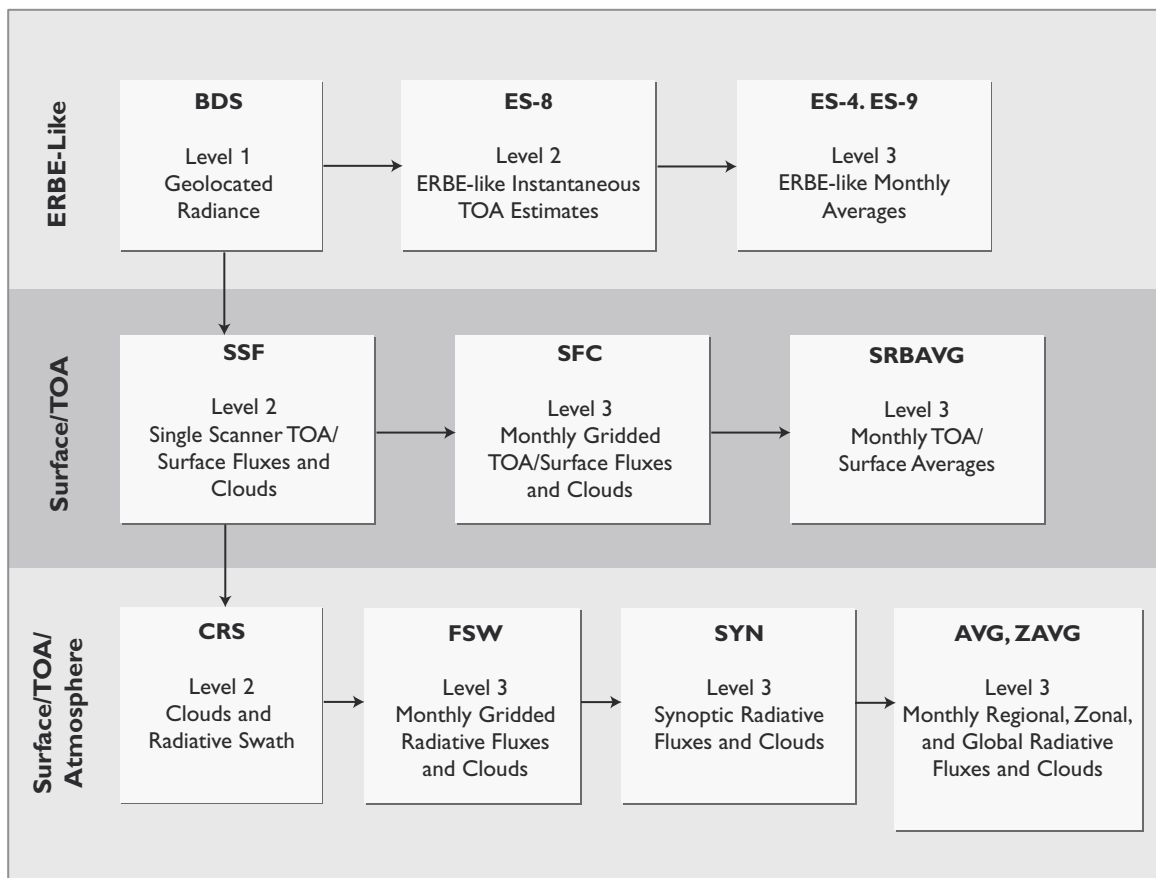 ERBE-Like
BDS
Level 1
Geolocated
Radiance
ES-8
Level 2
ERBE-like Instantaneous
TOA Estimates
ES-4. ES-9
Level 3
ERBE-like Monthly
Averages
Surface/TOA
SSF
Level 2
Single Scanner TOA/
Surface Fluxes and
Clouds
SFC
Level 3
Monthly Gridded
TOA/Surface Fluxes
and Clouds
SRBAVG
Level 3
Monthly TOA/
Surface Averages
Surface/TOA/
Atmosphere
CRS
Level 2
Clouds and
Radiative Swath
FSW
Level 3
Monthly Gridded
Radiative Fluxes
and Clouds
SYN
Level 3
Synoptic Radiative
Fluxes and Clouds
AVG, ZAVG
Level 3
Monthly Regional, Zonal,
and Global Radiative
Fluxes and Clouds